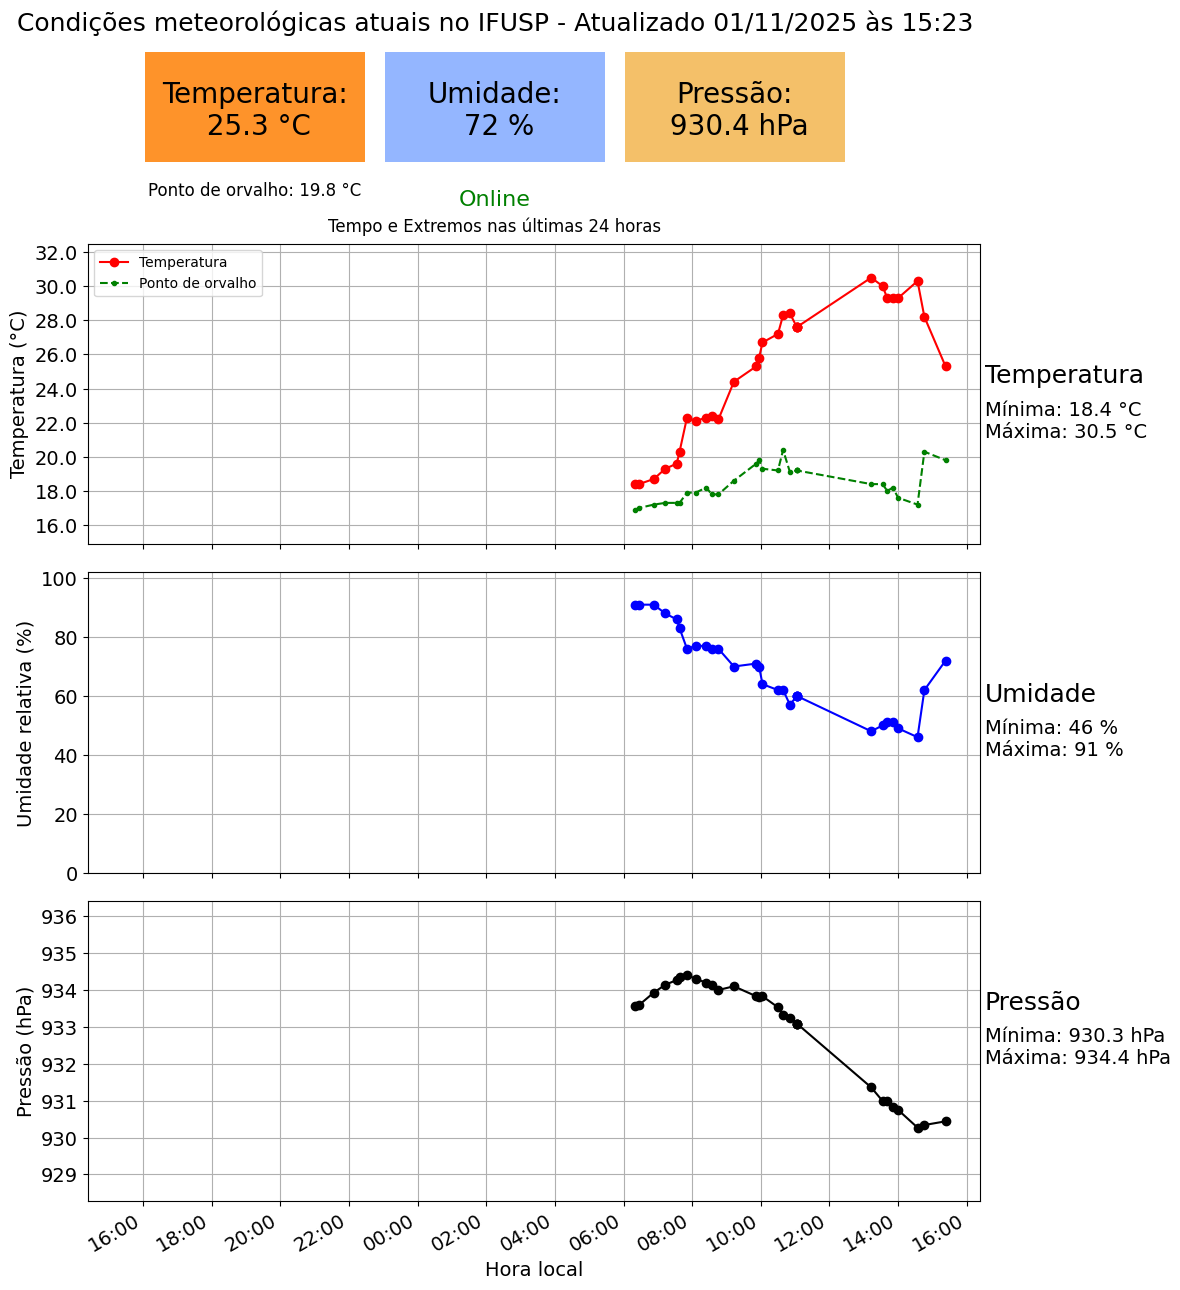 Condições meteorológicas atuais no IFUSP - Atualizado 01/11/2025 às 15:23
Temperatura:
25.3 °C
Umidade:
72 %
Pressão:
930.4 hPa
Ponto de orvalho: 19.8 °C
Online
Tempo e Extremos nas últimas 24 horas
Temperatura
Ponto de orvalho
Temperatura (°C)
32.0
30.0
28.0
26.0
24.0
22.0
20.0
18.0
16.0
Temperatura
Mínima: 18.4 °C
Máxima: 30.5 °C
Umidade relativa (%)
100
80
60
40
20
0
Umidade
Mínima: 46 %
Máxima: 91 %
Pressão (hPa)
936
935
934
933
932
931
930
929
Pressão
Mínima: 930.3 hPa
Máxima: 934.4 hPa
16:00
18:00
20:00
22:00
00:00
02:00
04:00
06:00
08:00
10:00
12:00
14:00
16:00
Hora local